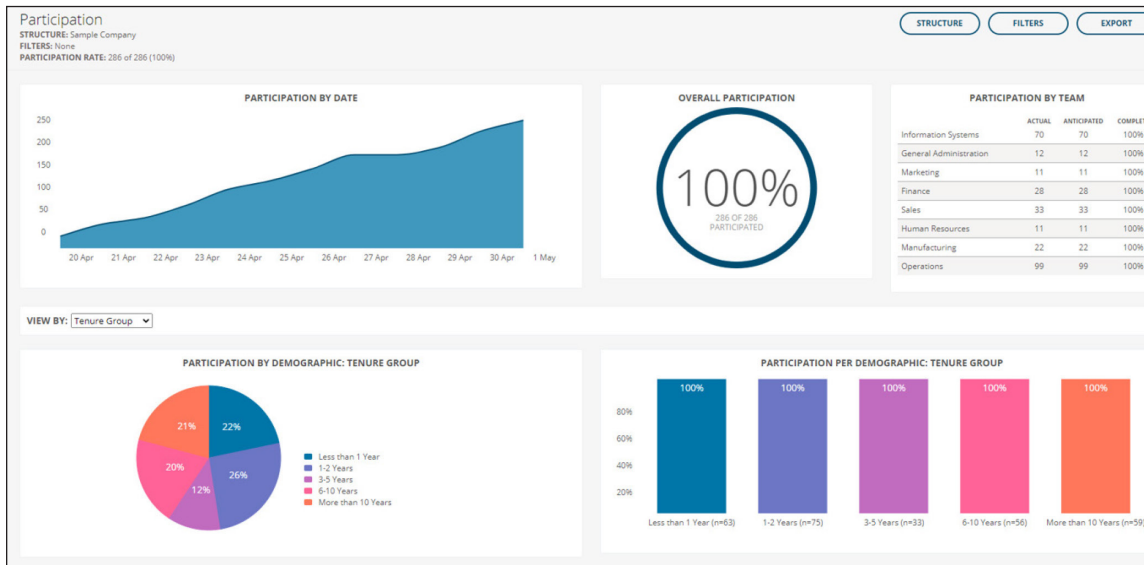 Participation
STRUCTURE: Sample Company
FILTERS: None
PARTICIPATION RATE: 286 of 286 (100%)
STRUCTURE
FILTERS
EXPORT
PARTICIPATION BY DATE
250
200
150
100
50
0
20 Apr 21 Apr 22 Apr 23 Apr 24 Apr 25 Apr 26 Apr 27 Apr 28 Apr 29 Apr 30 Apr 1 May
OVERALL PARTICIPATION
100%
286 OF 286
PARTICIPATED
PARTICIPATION BY TEAM
ACTUAL ANTICIPATED COMPLET
Information Systems 70 70 100%
General Administration 12 12 100%
Marketing 11 11 100%
Finance 28 28 100%
Sales 33 33 100%
Human Resources 11 11 100%
Manufacturing 22 22 100%
Operations 99 99 100%
VIEW BY: Tenure Group
PARTICIPATION BY DEMOGRAPHIC: TENURE GROUP
21% 22%
20% 26%
12%
Less than 1 Year
1-2 Years
3-5 Years
6-10 Years
More than 10 Years
PARTICIPATION PER DEMOGRAPHIC: TENURE GROUP
100% 100% 100% 100% 100%
80%
60%
40%
20%
Less than 1 Year (n=63) 1-2 Years (n=75) 3-5 Years (n=33) 6-10 Years (n=56) More than 10 Years (n=59)